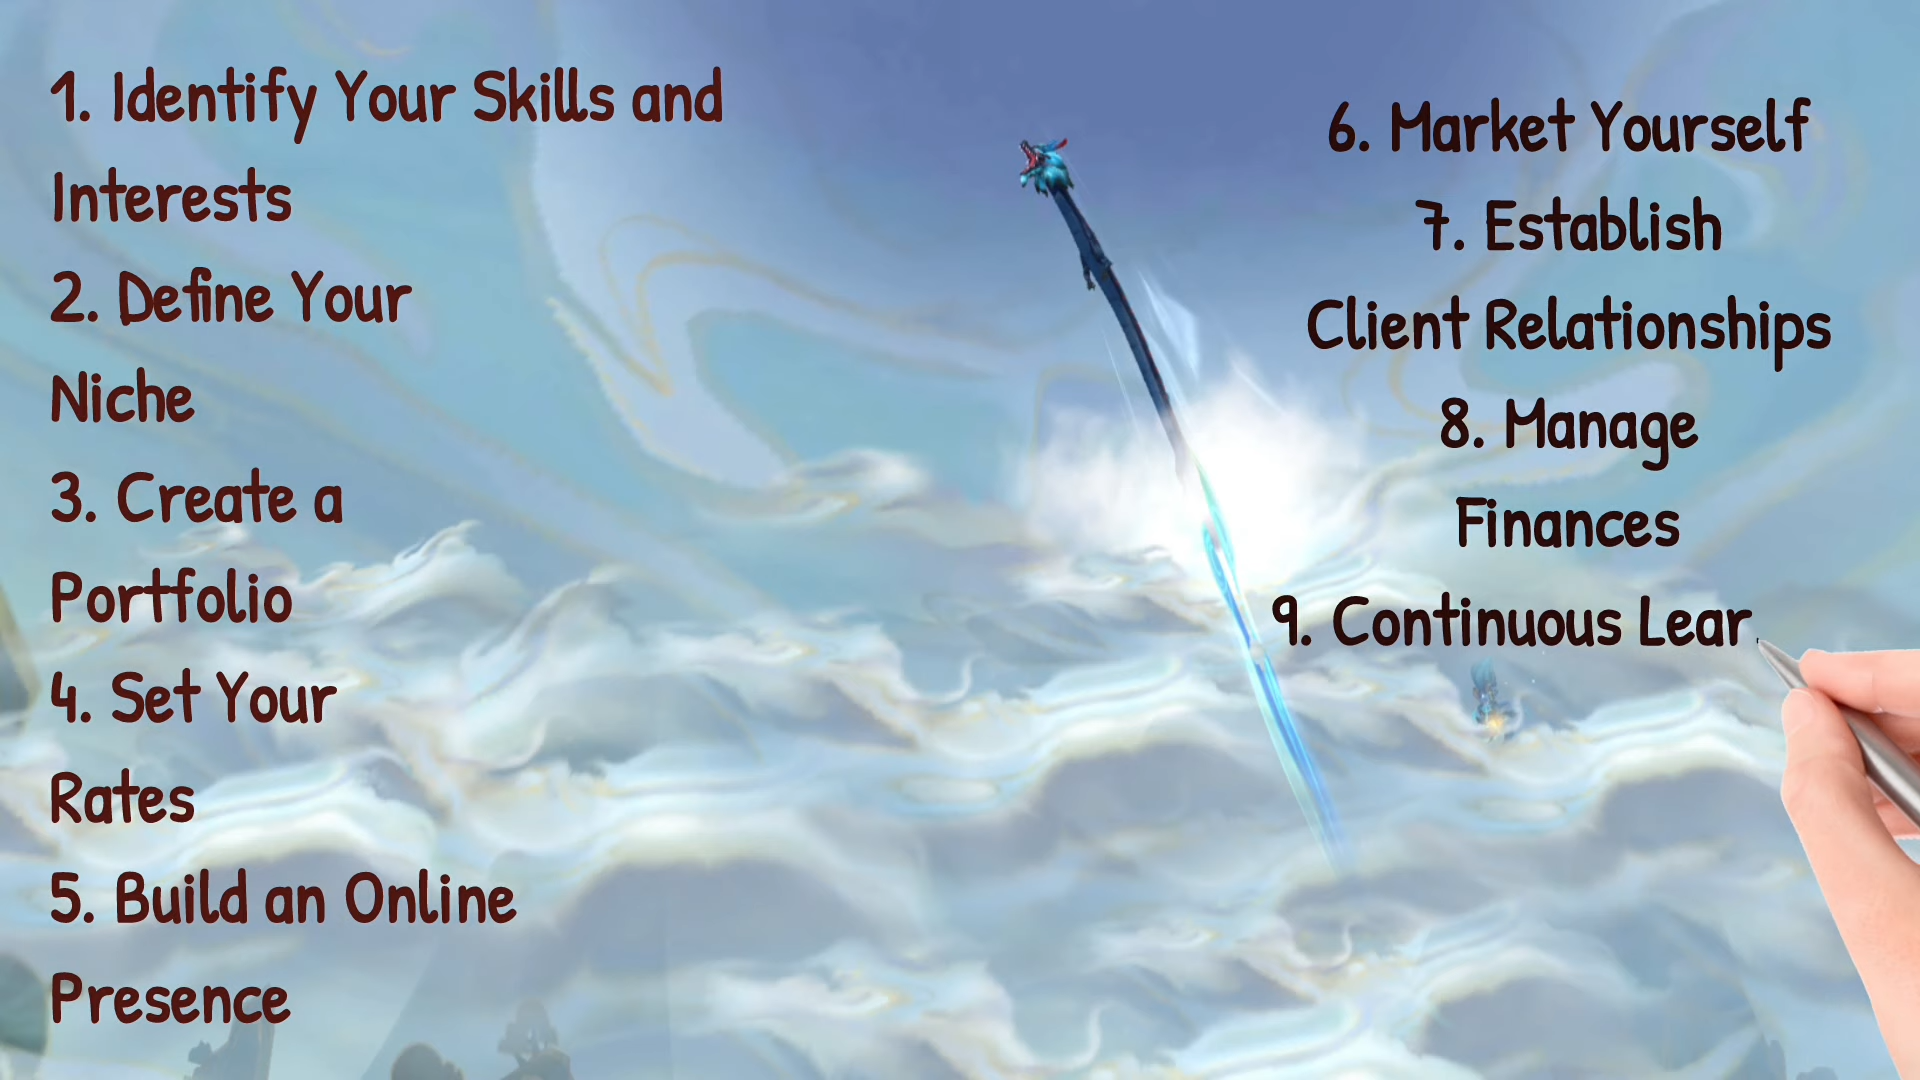 1. Identify Your Skills and
Interests
2. Define Your
Niche
3. Create a
Portfolio
4. Set Your
Rates
5. Build an Online
Presence
6. Market Yourself
7. Establish
Client Relationships
8. Manage
Finances
9. Continuous Lear